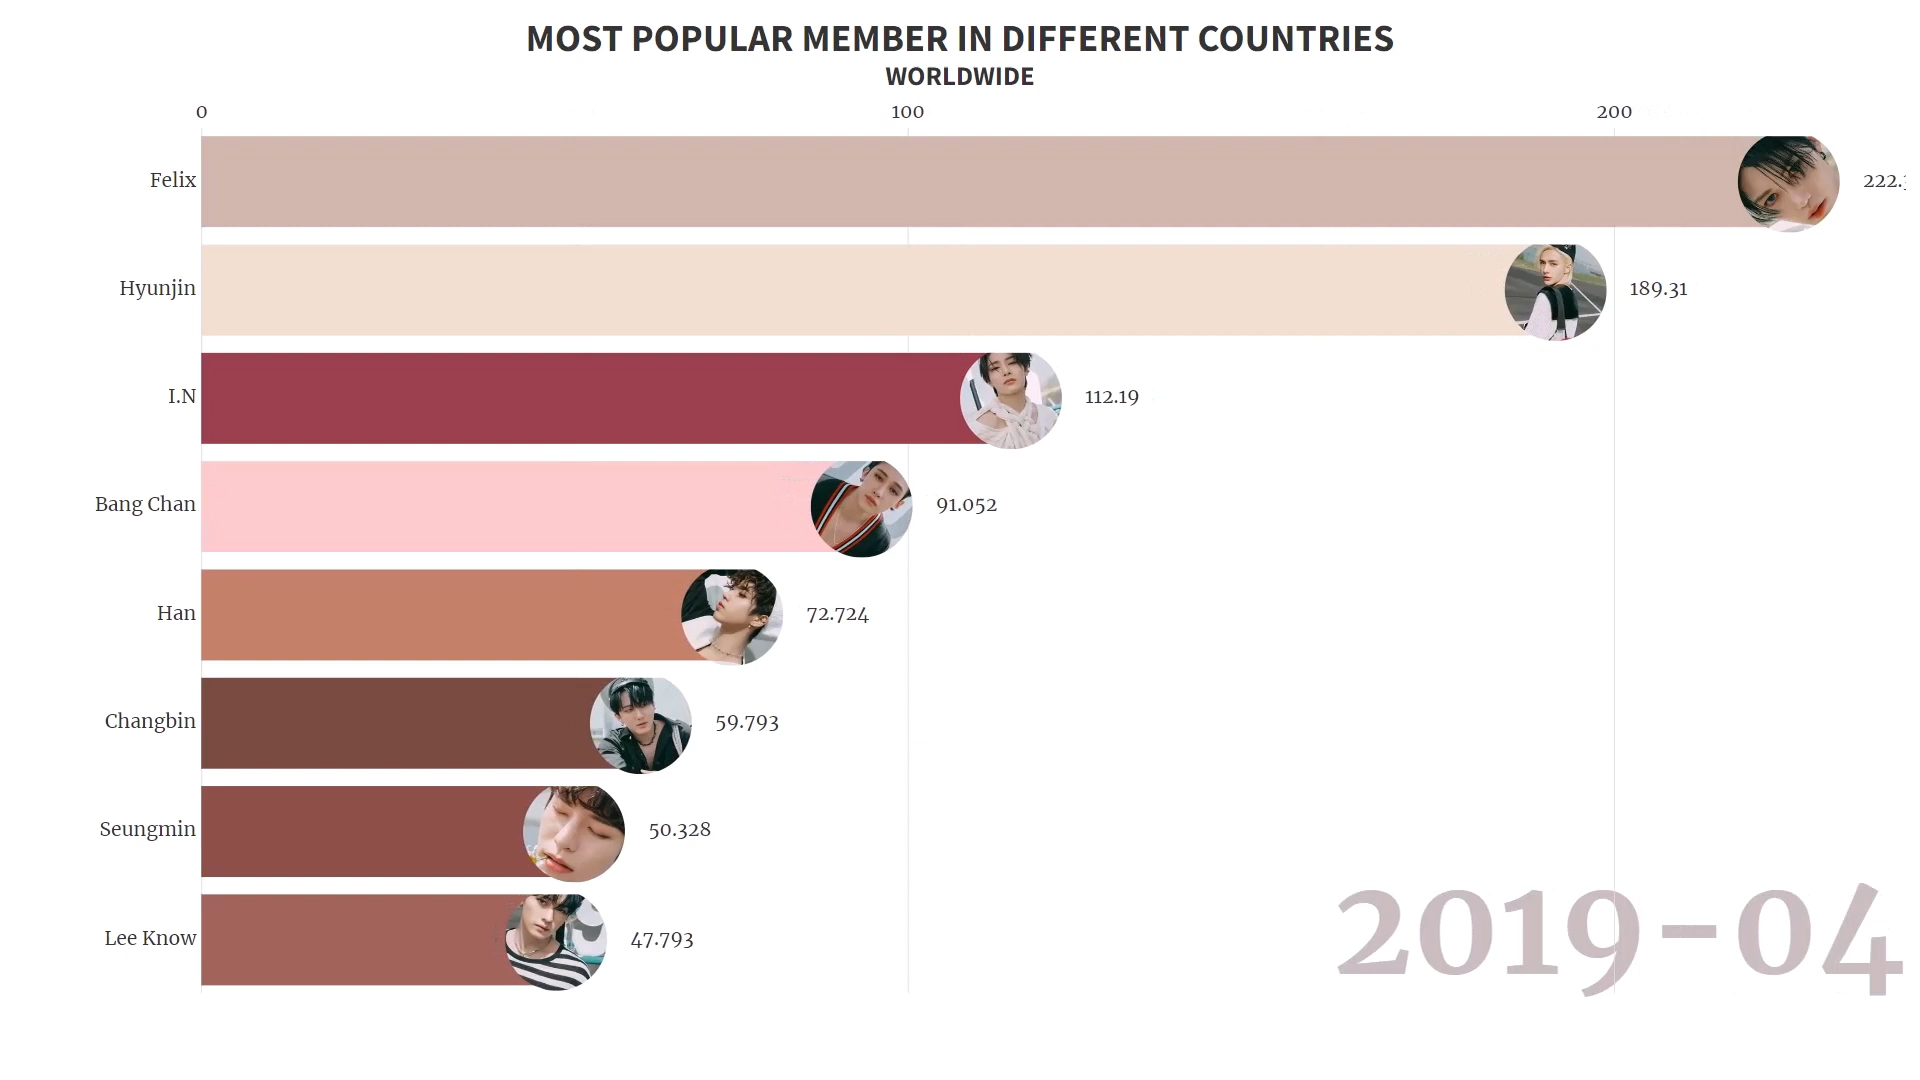 MOST POPULAR MEMBER IN DIFFERENT COUNTRIES
WORLDWIDE
0 100 200
Felix
Hyunjin 189.31
I.N 112.19
Bang Chan 91.052
Han 72.724
Changbin 59.793
Seungmin 50.328
Lee Know 47.793
2019-04